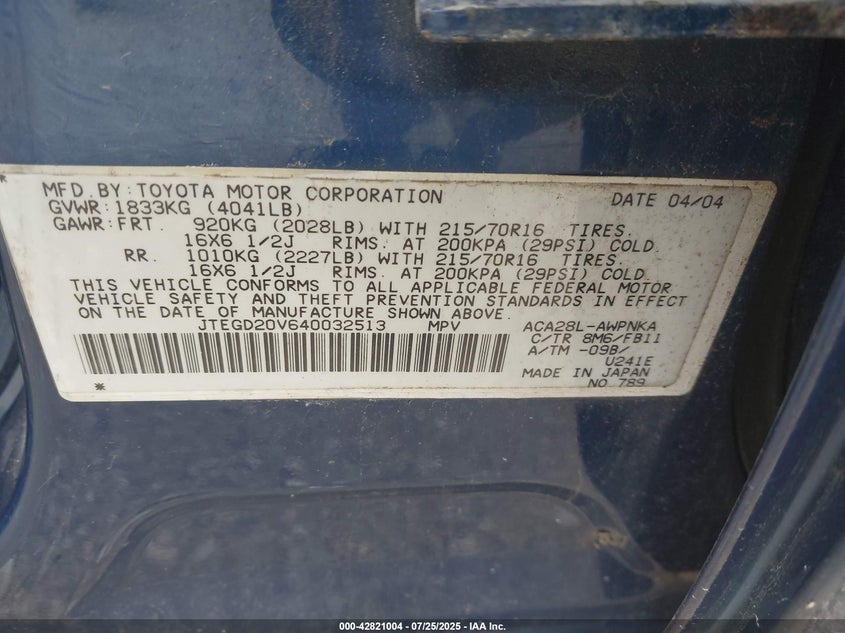 MFD.BY:TOYOTA MOTOR CORPORATION DATE 04/04
GVWR:1833KG (4041LB)
GAWR:FRT. 920KG (2028LB) WITH 215/70R16 TIRES.
16X6 1/2J RIMS. AT 200KPA (29PSI) COLD.
RR. 1010KG (2227LB) WITH 215/70R16 TIRES.
16X6 1/2J RIMS. AT 200KPA (29PSI) COLD.
THIS VEHICLE CONFORMS TO ALL APPLICABLE FEDERAL MOTOR
VEHICLE SAFETY AND THEFT PREVENTION STANDARDS IN EFFECT
ON THE DATE OF MANUFACTURE SHOWN ABOVE.
JTEGD20V640032513 MPV ACA28L-AWPNKA
C/TR 8M6/FB11
A/TM -09B/
U241E
MADE IN JAPAN
NO 789
000-42821004 / 07/25/2025 - IAA Inc.